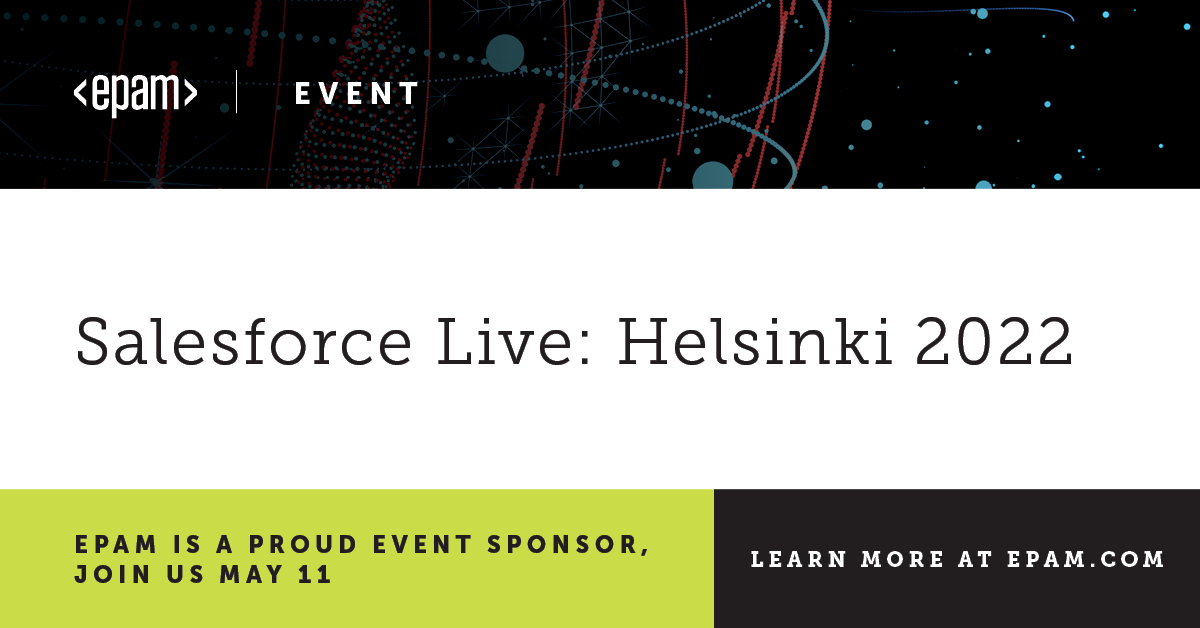 <epam> EVENT
Salesforce Live: Helsinki 2022
EPAM IS A PROUD EVENT SPONSOR,
JOIN US MAY 11
LEARN MORE AT EPAM.COM